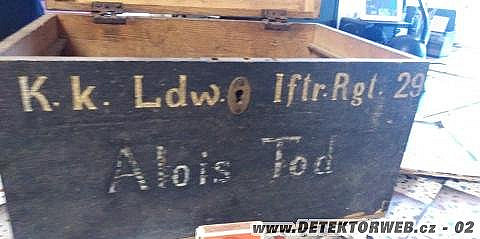 K. k. Ldw. Iftr. Rgt. 29
Alois Tod
www.DETEKTORWEB.cz - 02